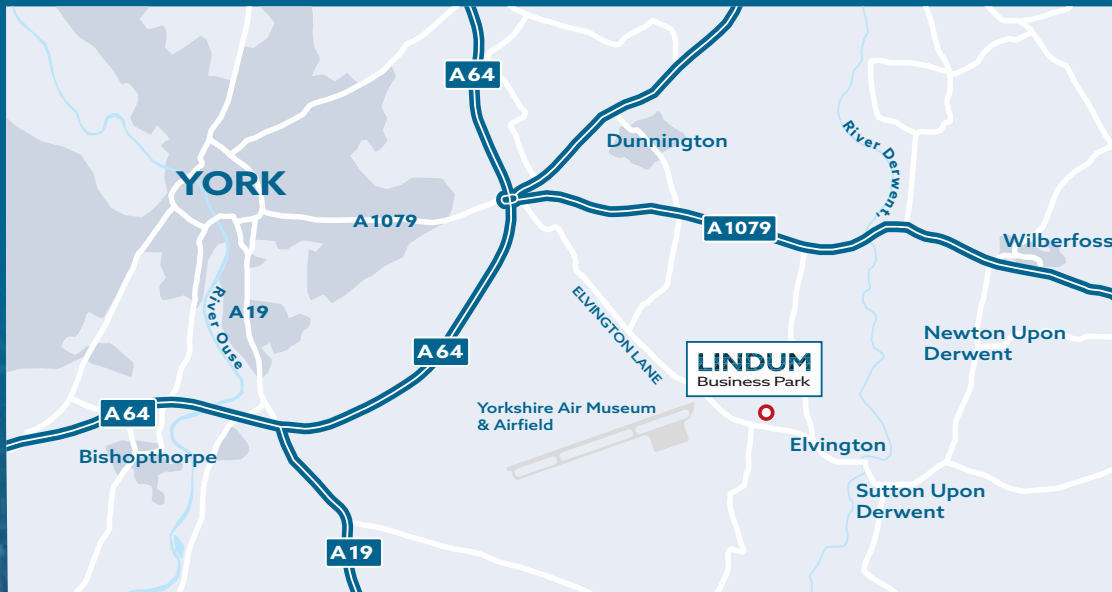 A64
Dunnington
River Derwent,
YORK
A1079
A1079
Wilberfoss
ELVINGTON LANE
River Ouse
A19
A64
LINDUM
Business Park
Newton Upon
Derwent
A64
Yorkshire Air Museum
& Airfield
Bishopthorpe
Elvington
Sutton Upon
Derwent
A19